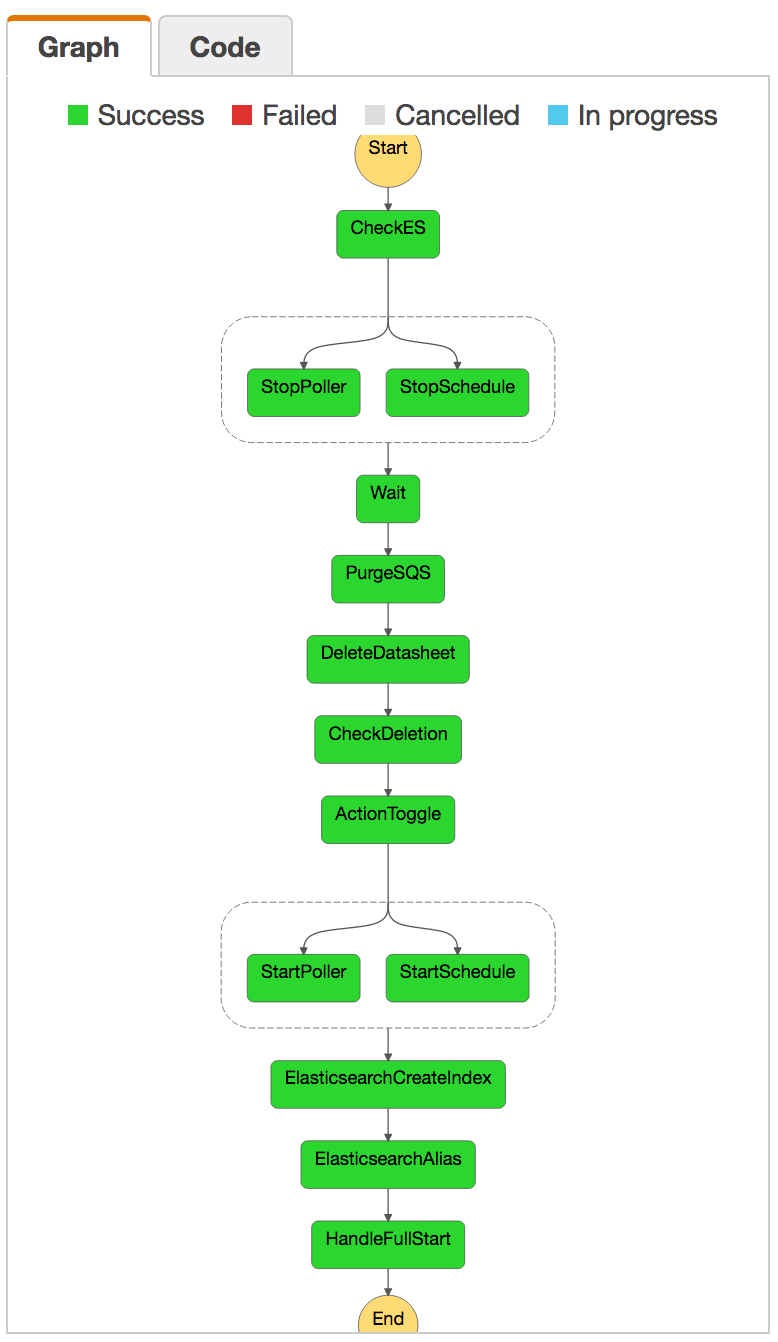 Graph Code
Success Failed Cancelled In progress
Start
CheckES
StopPoller StopSchedule
Wait
PurgeSQS
DeleteDatasheet
CheckDeletion
ActionToggle
StartPoller StartSchedule
ElasticsearchCreateIndex
ElasticsearchAlias
HandleFullStart
End